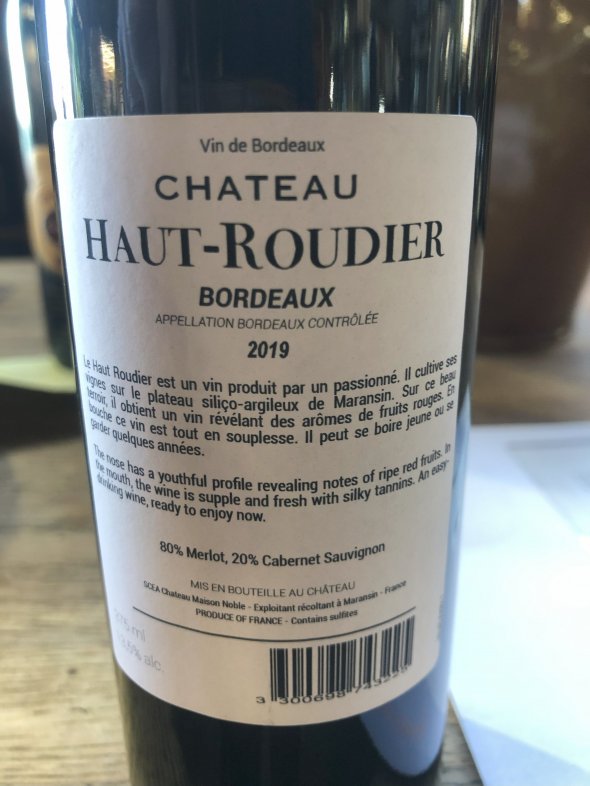 Vin de Bordeaux
CHATEAU
HAUT-ROUDIER
BORDEAUX
APPELLATION BORDEAUX CONTRÔLÉE
2019
Le Haut Roudier est un vin produit par un passionné. Il cultive ses
vignes sur le plateau siliço-argileux de Maransin. Sur ce beau
terroir, il obtient un vin révélant des arômes de fruits rouges. En
bouche ce vin est tout en souplesse. Il peut se boire jeune ou se
garder quelques années.
The nose has a youthful profile revealing notes of ripe red fruits. In
the mouth, the wine is supple and fresh with silky tannins. An easy-
drinking wine, ready to enjoy now.
80% Merlot, 20% Cabernet Sauvignon
MIS EN BOUTEILLE AU CHÂTEAU
SCEA Chateau Maison Noble - Exploitant récoltant à Maransin - France
PRODUCE OF FRANCE - Contains sulfites
ml
alc.
3 300698